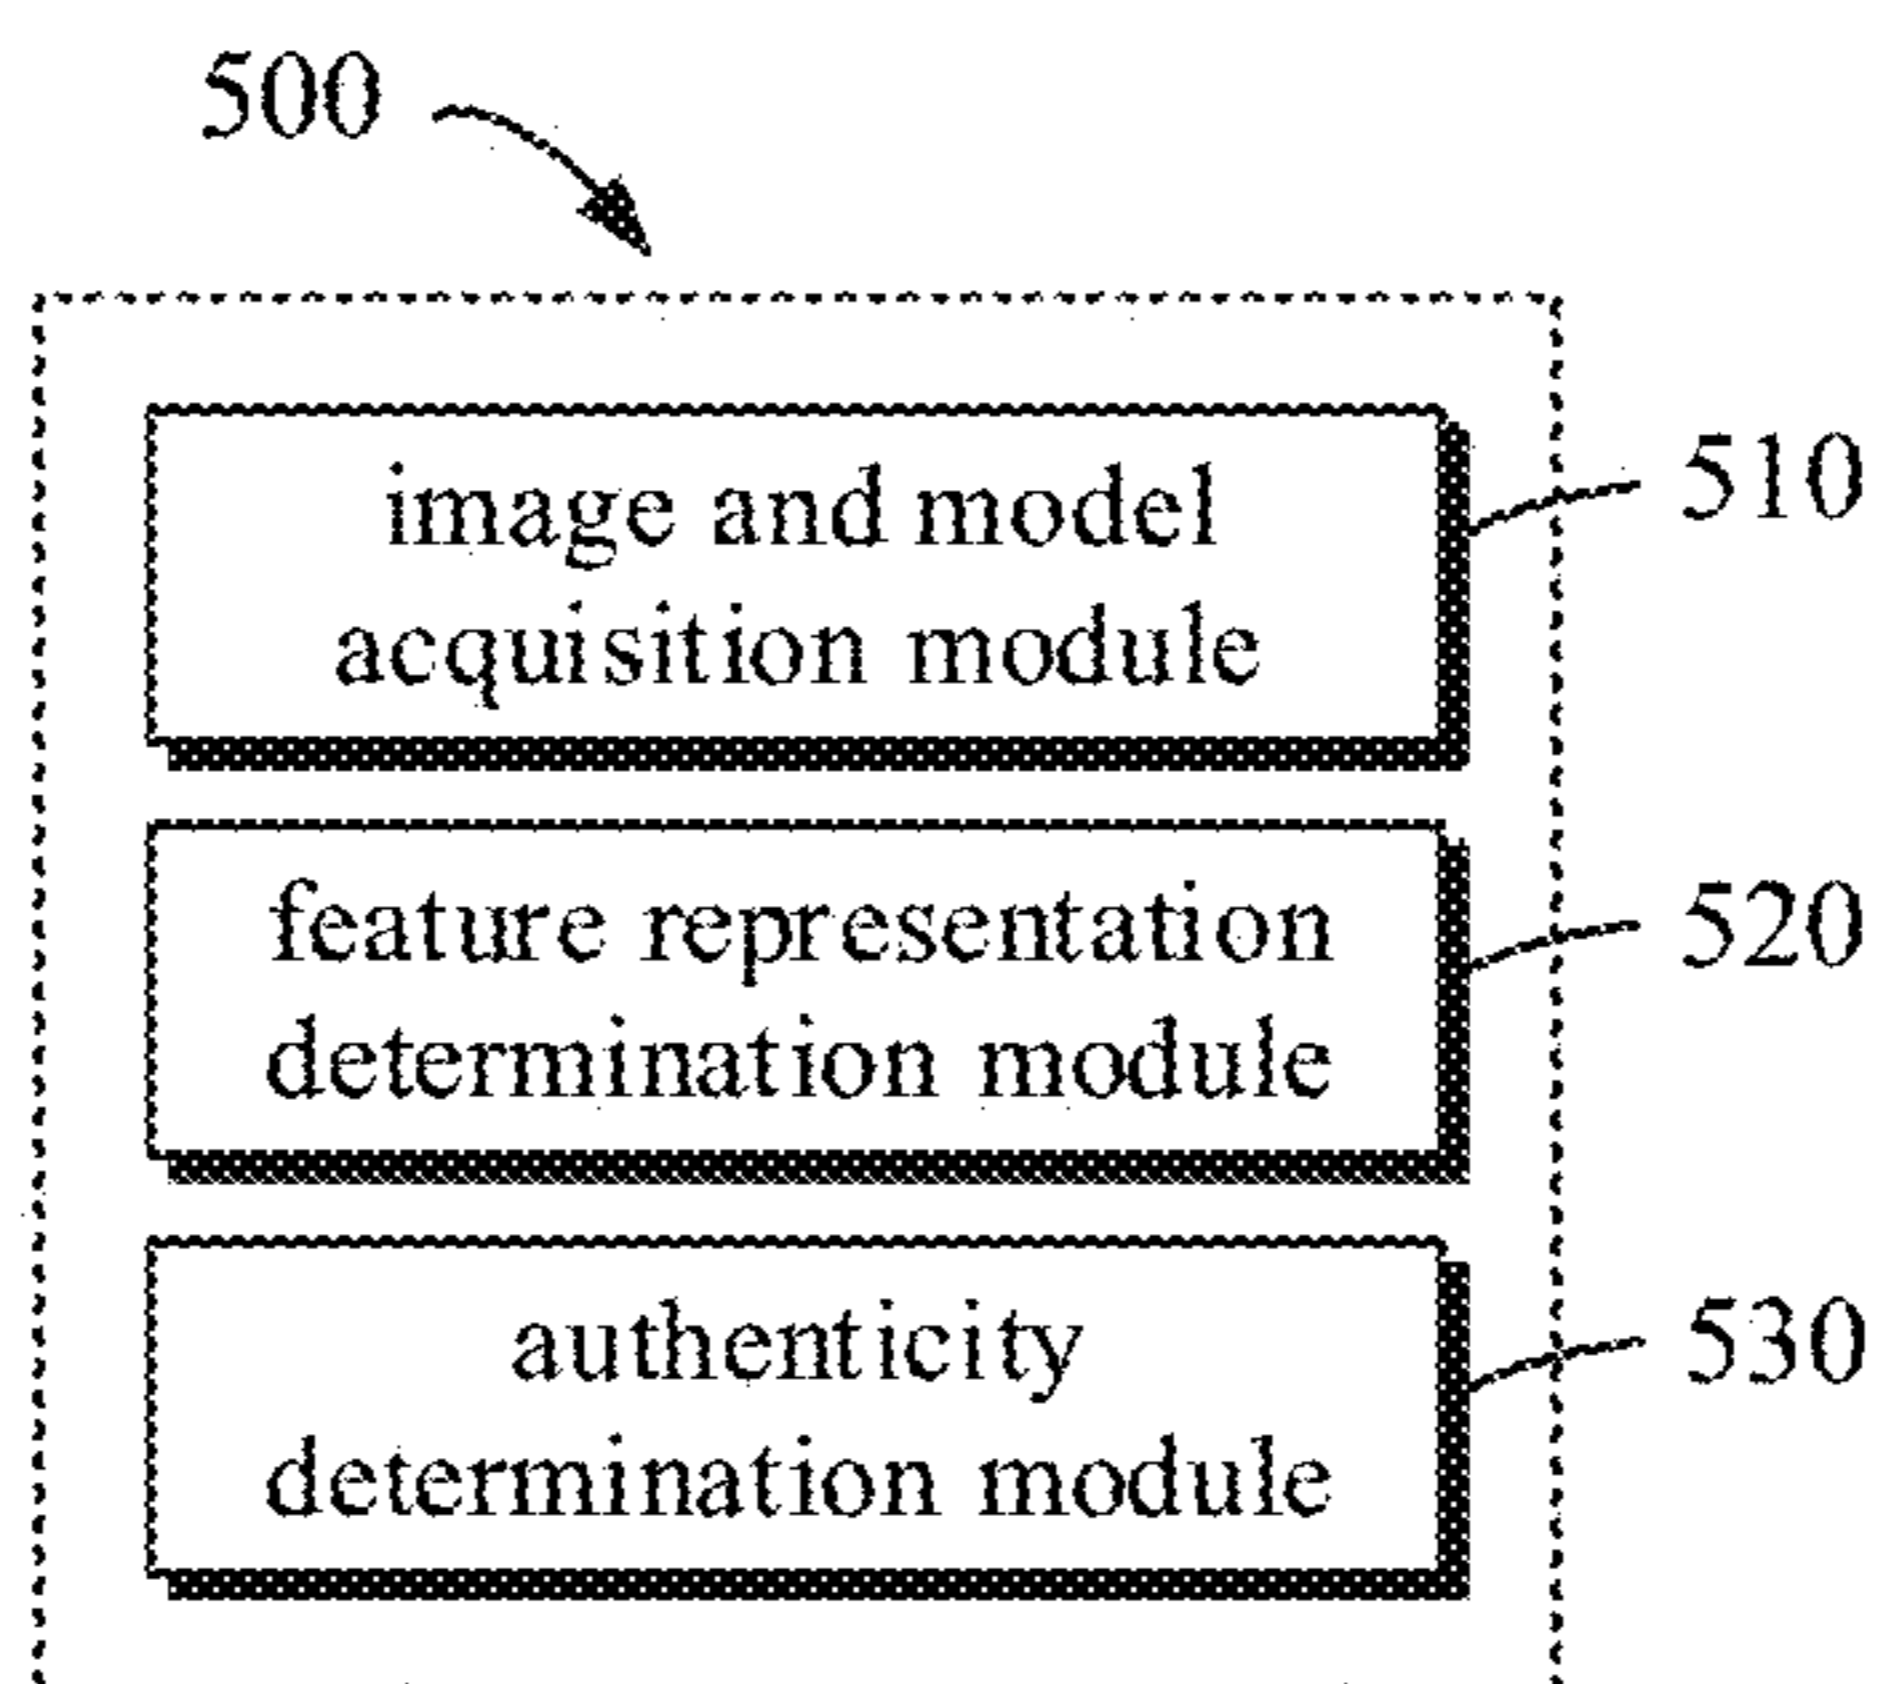 500
image and model
acquisition module
510
feature representation
determination module
520
authenticity
determination module
530